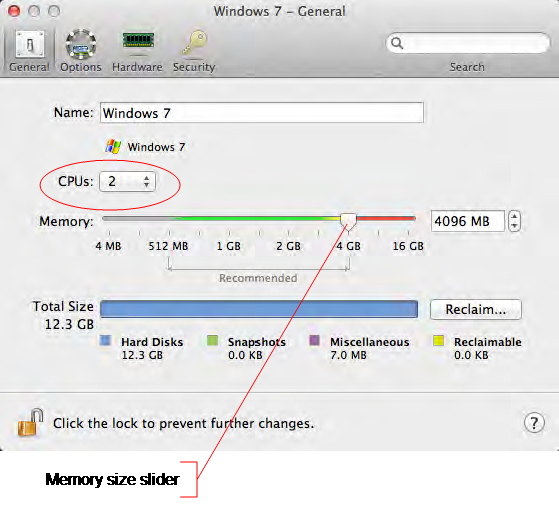 Windows 7 – General
General Options Hardware Security
Search
Name: Windows 7
Windows 7
CPUs: 2
Memory: 4096 MB
4 MB 512 MB 1 GB 2 GB 4 GB 16 GB
Recommended
Total Size Reclaim...
12.3 GB
Hard Disks Snapshots Miscellaneous Reclaimable
12.3 GB 0.0 KB 7.0 MB 0.0 KB
Click the lock to prevent further changes. ?
Memory size slider